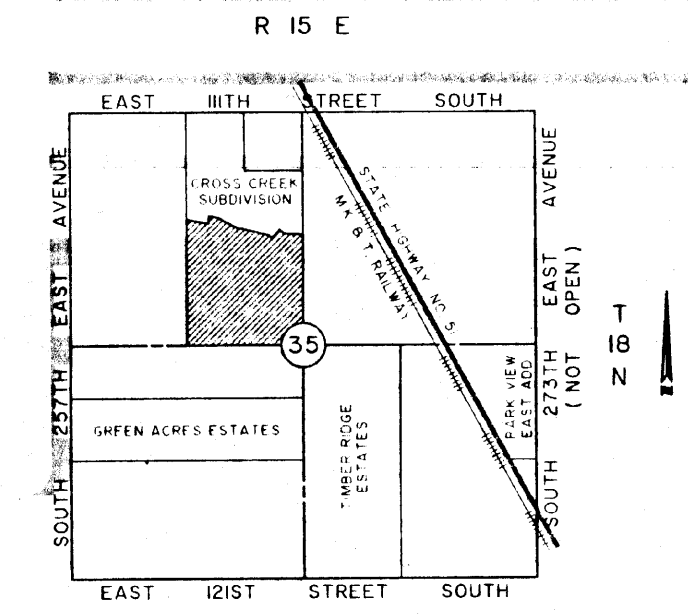 R 15 E
EAST 111TH STREET SOUTH
CROSS CREEK
SUBDIVISION
STATE HIGHWAY NO. 51
M.K. & T. RAILWAY
SOUTH 257TH EAST AVENUE
SOUTH 273TH EAST AVENUE
(NOT OPEN)
T
18
N
35
GREEN ACRES ESTATES
TIMBER RIDGE
ESTATES
PARK VIEW
EAST ADD.
N
EAST 121ST STREET SOUTH